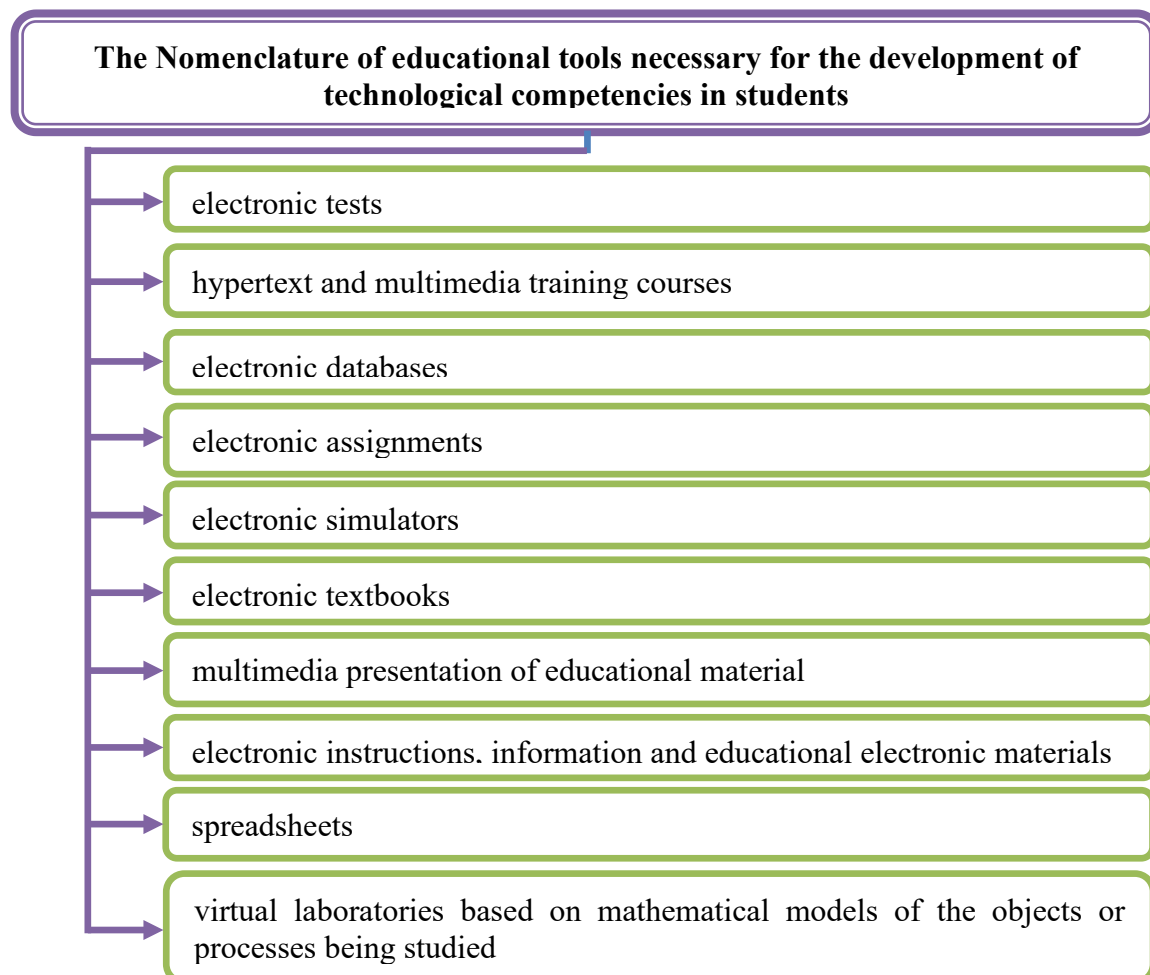 The Nomenclature of educational tools necessary for the development of
technological competencies in students
electronic tests
hypertext and multimedia training courses
electronic databases
electronic assignments
electronic simulators
electronic textbooks
multimedia presentation of educational material
electronic instructions, information and educational electronic materials
spreadsheets
virtual laboratories based on mathematical models of the objects or
processes being studied